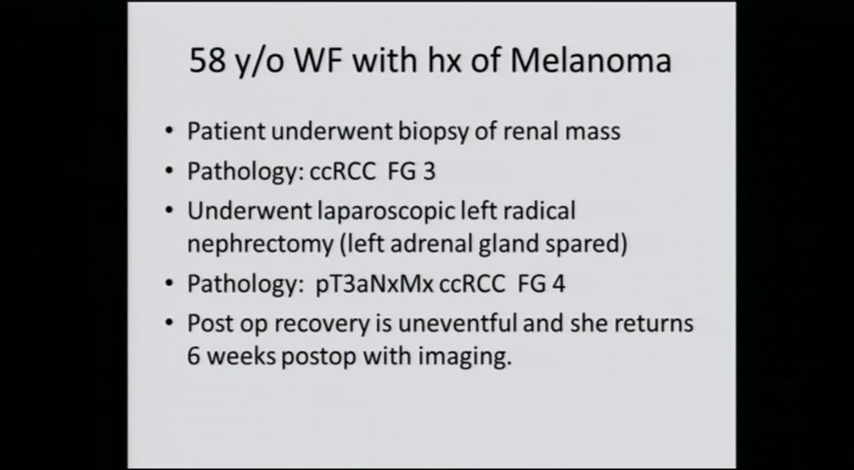 58 y/o WF with hx of Melanoma
• Patient underwent biopsy of renal mass
• Pathology: ccRCC FG 3
• Underwent laparoscopic left radical
nephrectomy (left adrenal gland spared)
• Pathology: pT3aNxMx ccRCC FG 4
• Post op recovery is uneventful and she returns
6 weeks postop with imaging.